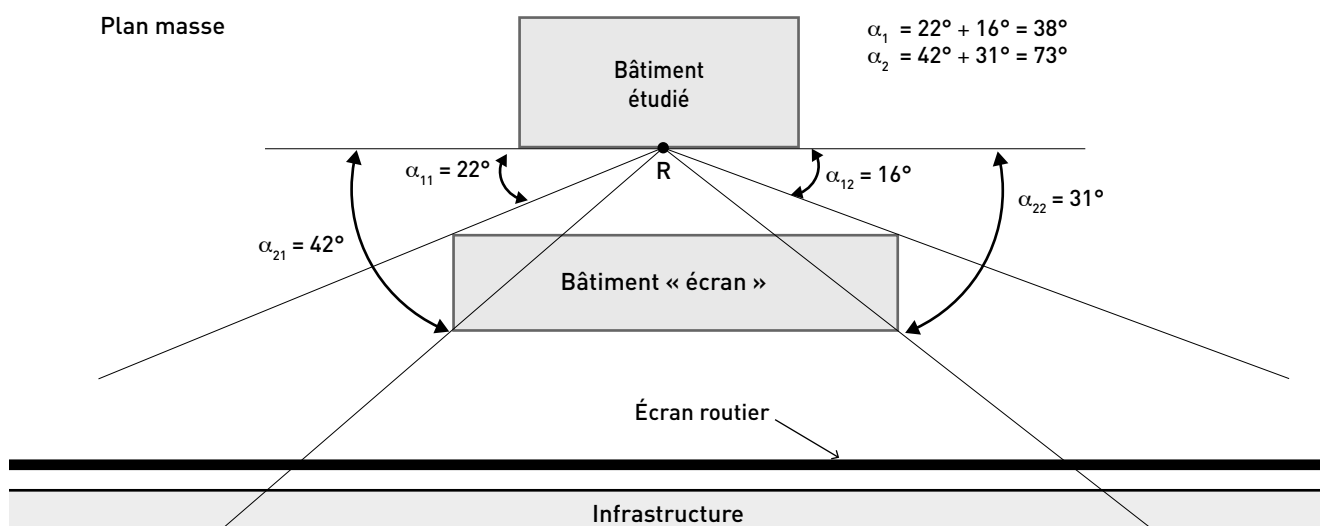 Plan masse
α₁ = 22° + 16° = 38°
α₂ = 42° + 31° = 73°
Bâtiment
étudié
α₁₁ = 22°
R
α₁₂ = 16°
α₂₂ = 31°
α₂₁ = 42°
Bâtiment « écran »
Écran routier
Infrastructure